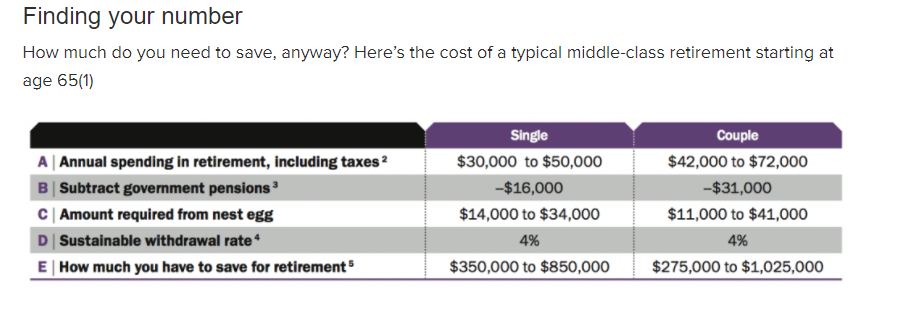 Finding your number
How much do you need to save, anyway? Here’s the cost of a typical middle-class retirement starting at
age 65(1)
Single Couple
A | Annual spending in retirement, including taxes² $30,000 to $50,000 $42,000 to $72,000
B | Subtract government pensions³ –$16,000 –$31,000
C | Amount required from nest egg $14,000 to $34,000 $11,000 to $41,000
D | Sustainable withdrawal rate⁴ 4% 4%
E | How much you have to save for retirement⁵ $350,000 to $850,000 $275,000 to $1,025,000